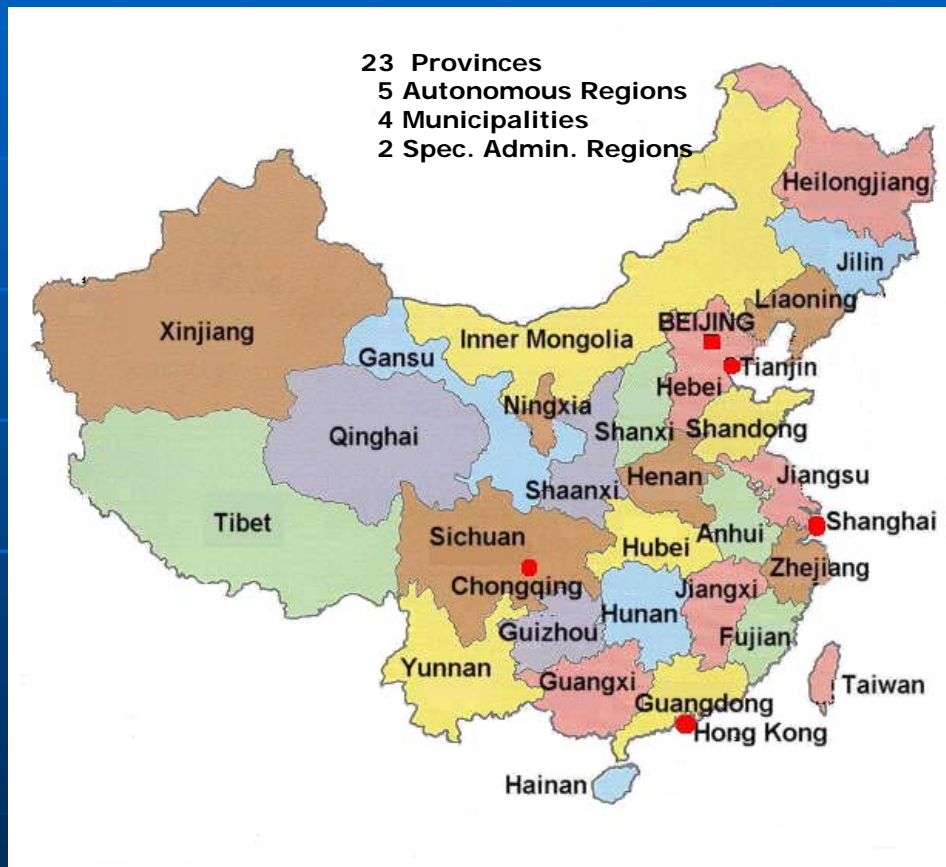 23 Provinces
5 Autonomous Regions
4 Municipalities
2 Spec. Admin. Regions
Heilongjiang
Jilin
Liaoning
BEIJING
Xinjiang
Inner Mongolia
Gansu
Tianjin
Hebei
Ningxia
Qinghai
Shanxi
Shandong
Henan
Jiangsu
Shaanxi
Tibet
Shanghai
Sichuan
Anhui
Hubei
Zhejiang
Chongqing
Jiangxi
Hunan
Guizhou
Fujian
Yunnan
Guangxi
Taiwan
Guangdong
Hong Kong
Hainan